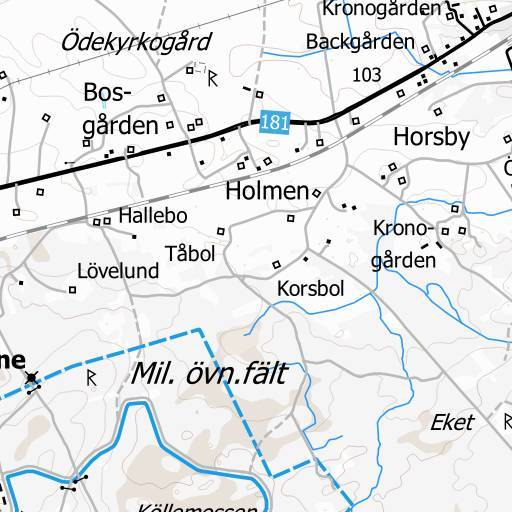 Kronogården
Ödekyrkogård
Backgården
103
R
Bos-
gården
181
Horsby
Holmen
Hallebo
Krono-
gården
Tåbol
Lövelund
Korsbol
ne
R
Mil. övn.fält
Eket
R